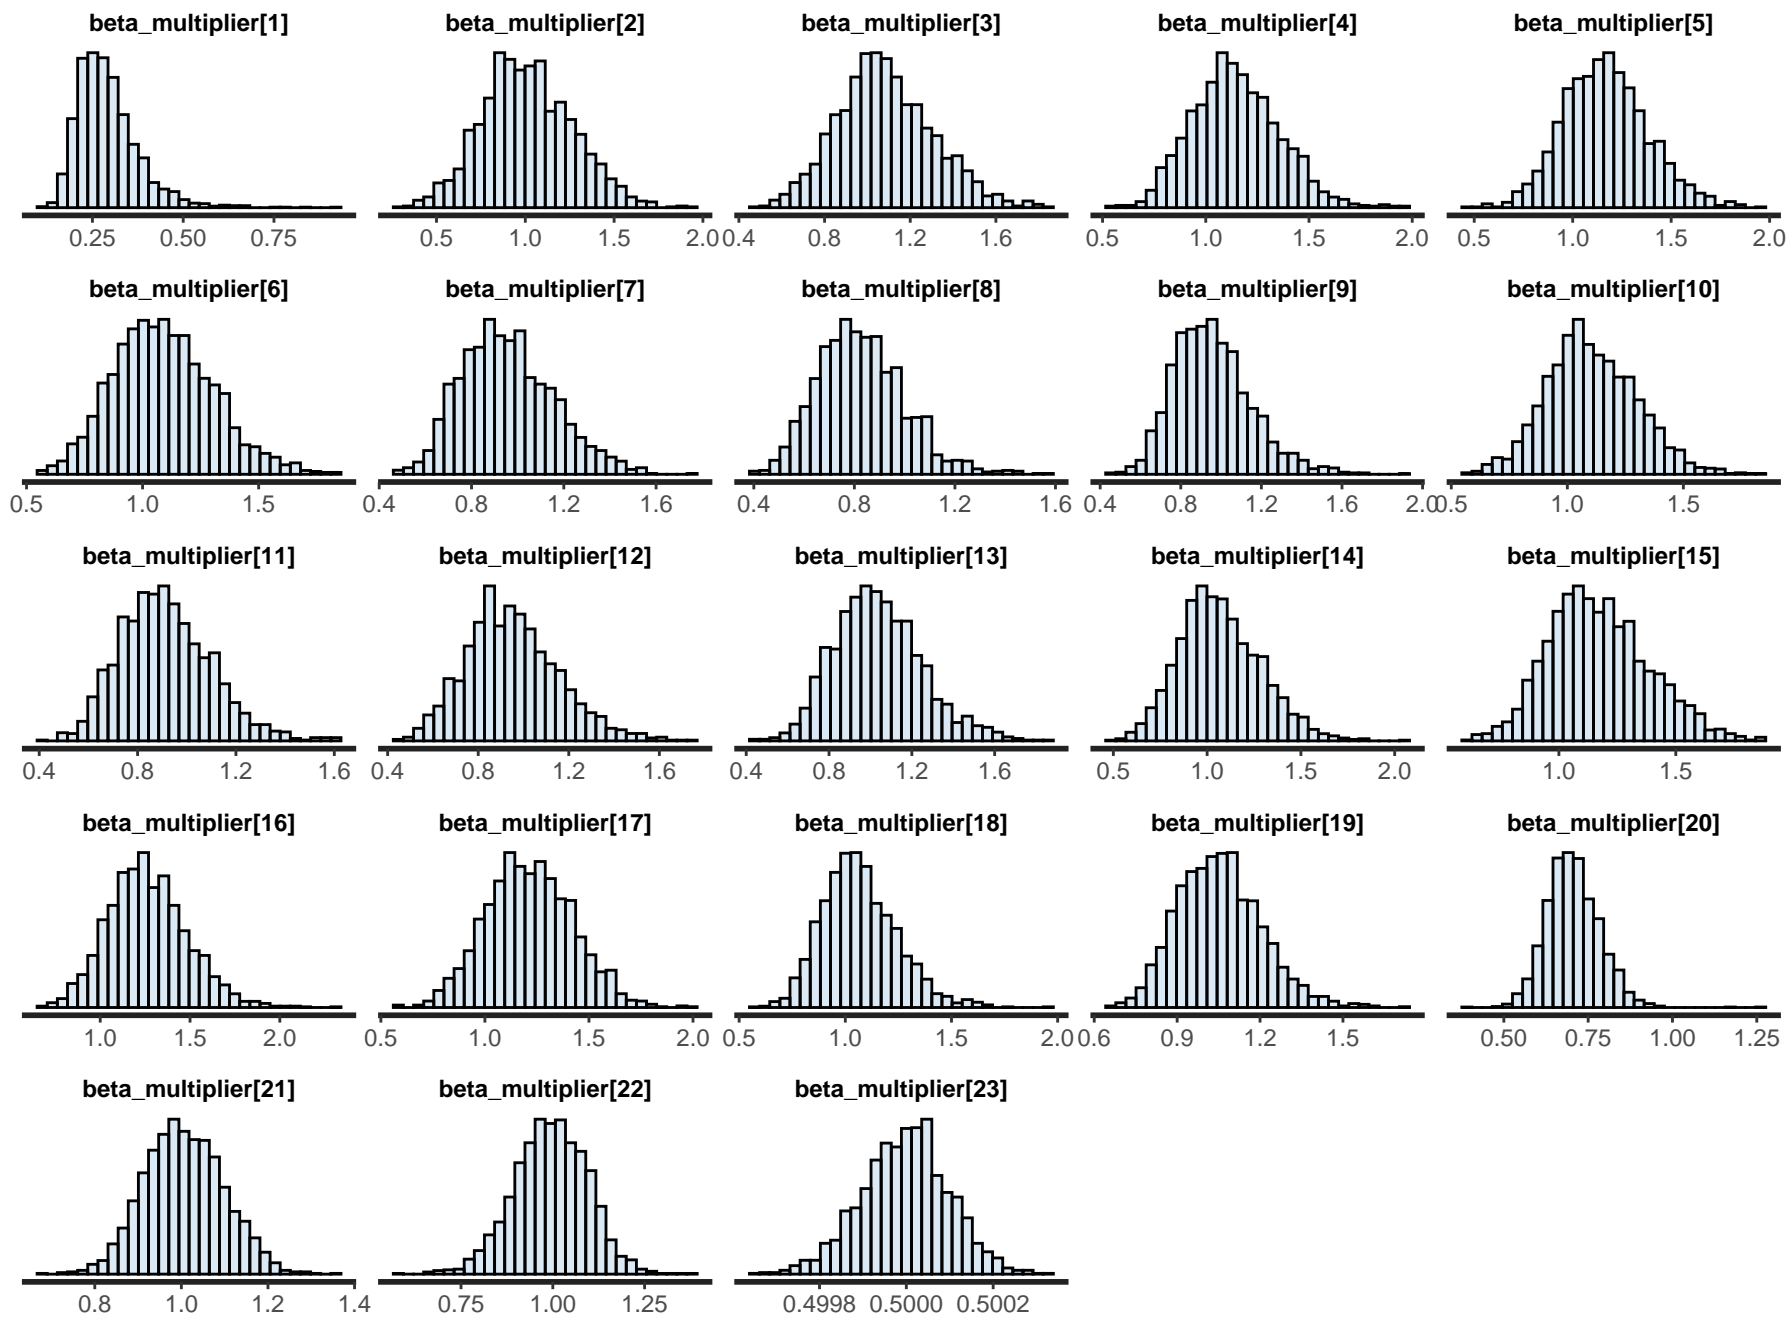 beta_multiplier[1] beta_multiplier[2] beta_multiplier[3] beta_multiplier[4] beta_multiplier[5]
0.25 0.50 0.75 0.5 1.0 1.5 2.0 0.4 0.8 1.2 1.6 0.5 1.0 1.5 2.0 0.5 1.0 1.5 2.0
beta_multiplier[6] beta_multiplier[7] beta_multiplier[8] beta_multiplier[9] beta_multiplier[10]
0.5 1.0 1.5 0.4 0.8 1.2 1.6 0.4 0.8 1.2 1.6 0.4 0.8 1.2 1.6 2.0 0.5 1.0 1.5
beta_multiplier[11] beta_multiplier[12] beta_multiplier[13] beta_multiplier[14] beta_multiplier[15]
0.4 0.8 1.2 1.6 0.4 0.8 1.2 1.6 0.4 0.8 1.2 1.6 0.5 1.0 1.5 2.0 1.0 1.5
beta_multiplier[16] beta_multiplier[17] beta_multiplier[18] beta_multiplier[19] beta_multiplier[20]
1.0 1.5 2.0 0.5 1.0 1.5 2.0 0.5 1.0 1.5 2.0 0.6 0.9 1.2 1.5 0.50 0.75 1.00 1.25
beta_multiplier[21] beta_multiplier[22] beta_multiplier[23]
0.8 1.0 1.2 1.4 0.75 1.00 1.25 0.4998 0.5000 0.5002